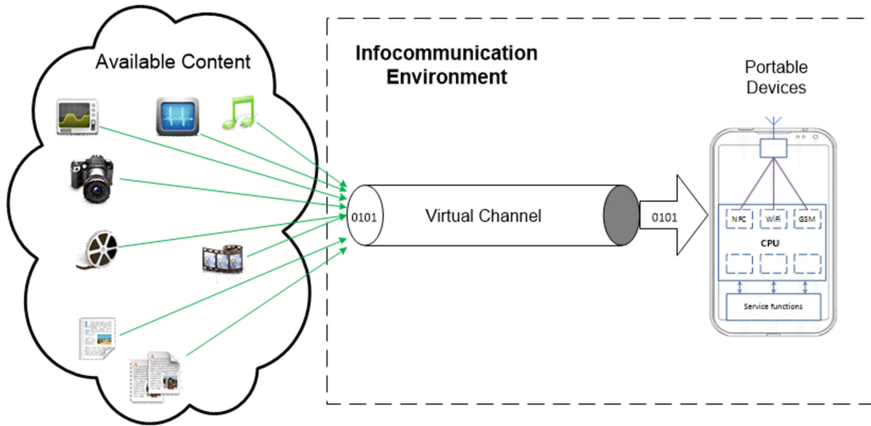 Available Content
Infocommunication
Environment
Portable
Devices
0101
Virtual Channel
0101
NFC
WiFi
GSM
CPU
Service functions